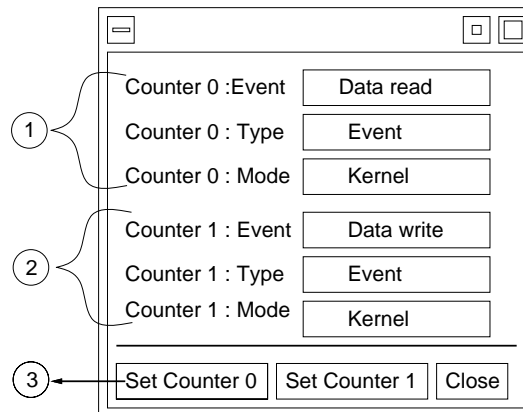 Counter 0 :Event Data read
1
Counter 0 : Type Event
Counter 0 : Mode Kernel
Counter 1 : Event Data write
2
Counter 1 : Type Event
Counter 1 : Mode Kernel
3 Set Counter 0 Set Counter 1 Close